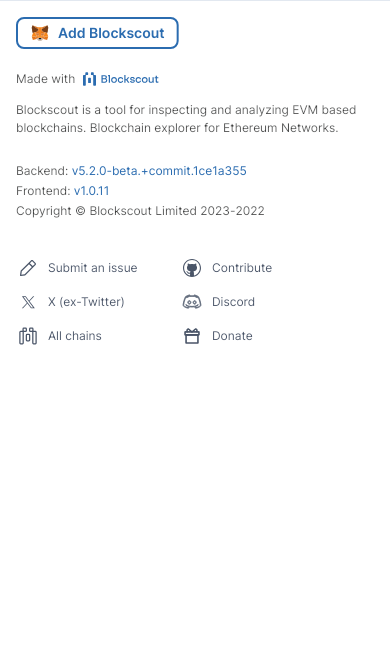 Add Blockscout
Made with Blockscout
Blockscout is a tool for inspecting and analyzing EVM based
blockchains. Blockchain explorer for Ethereum Networks.
Backend: v5.2.0-beta.+commit.1ce1a355
Frontend: v1.0.11
Copyright © Blockscout Limited 2023-2022
Submit an issue
Contribute
X (ex-Twitter)
Discord
All chains
Donate